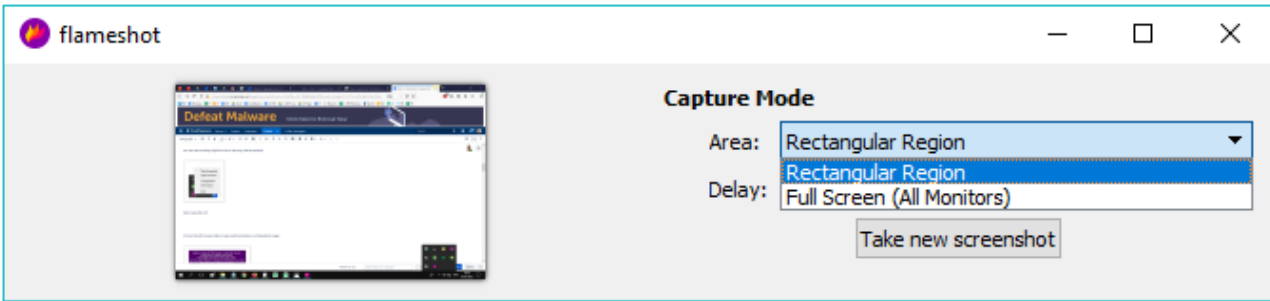 flameshot
Defeat Malware
Capture Mode
Area: Rectangular Region
Rectangular Region
Delay: Full Screen (All Monitors)
Take new screenshot